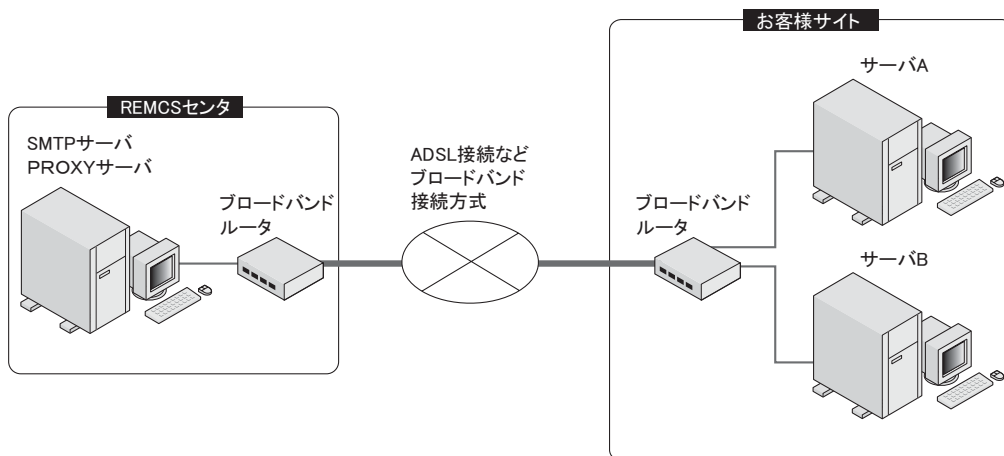 REMCSセンタ
SMTPサーバ
PROXYサーバ
ブロードバンド
ルータ
ADSL接続など
ブロードバンド
接続方式
お客様サイト
ブロードバンド
ルータ
サーバA
サーバB